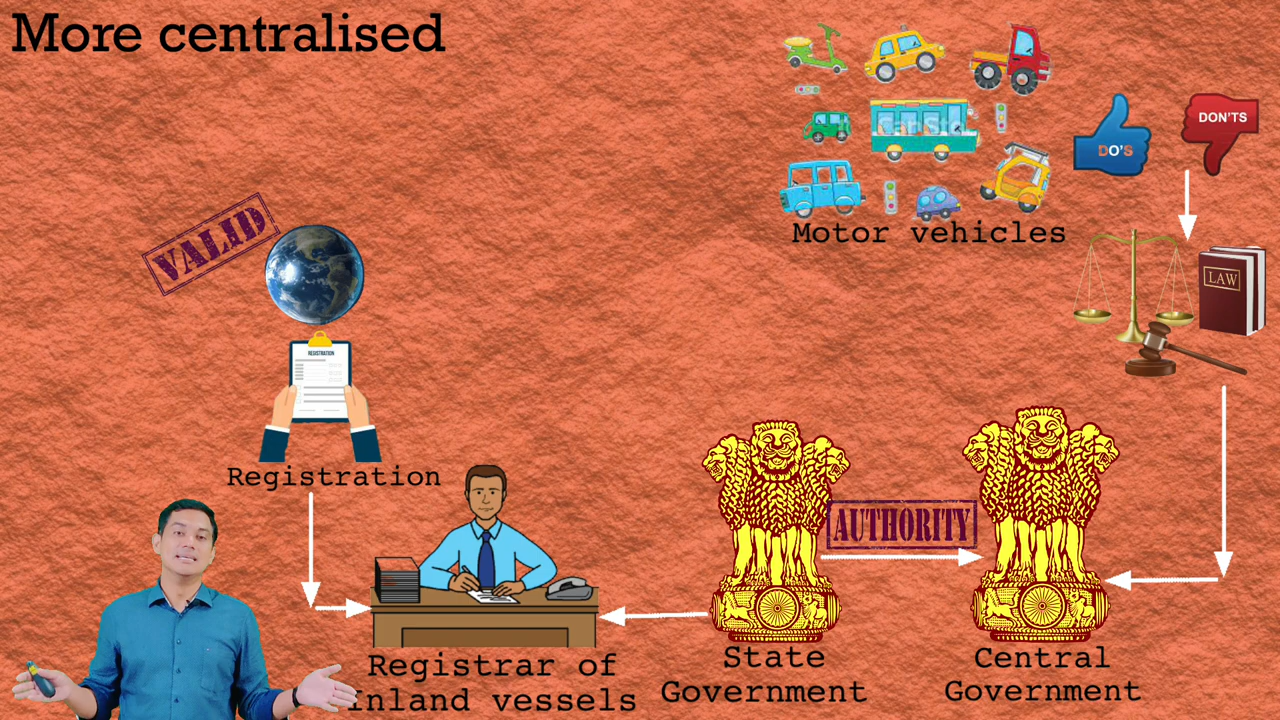 More centralised
DO'S
DON'TS
Motor vehicles
VALID
LAW
REGISTRATION
Registration
AUTHORITY
Registrar of
Inland vessels
State
Government
Central
Government